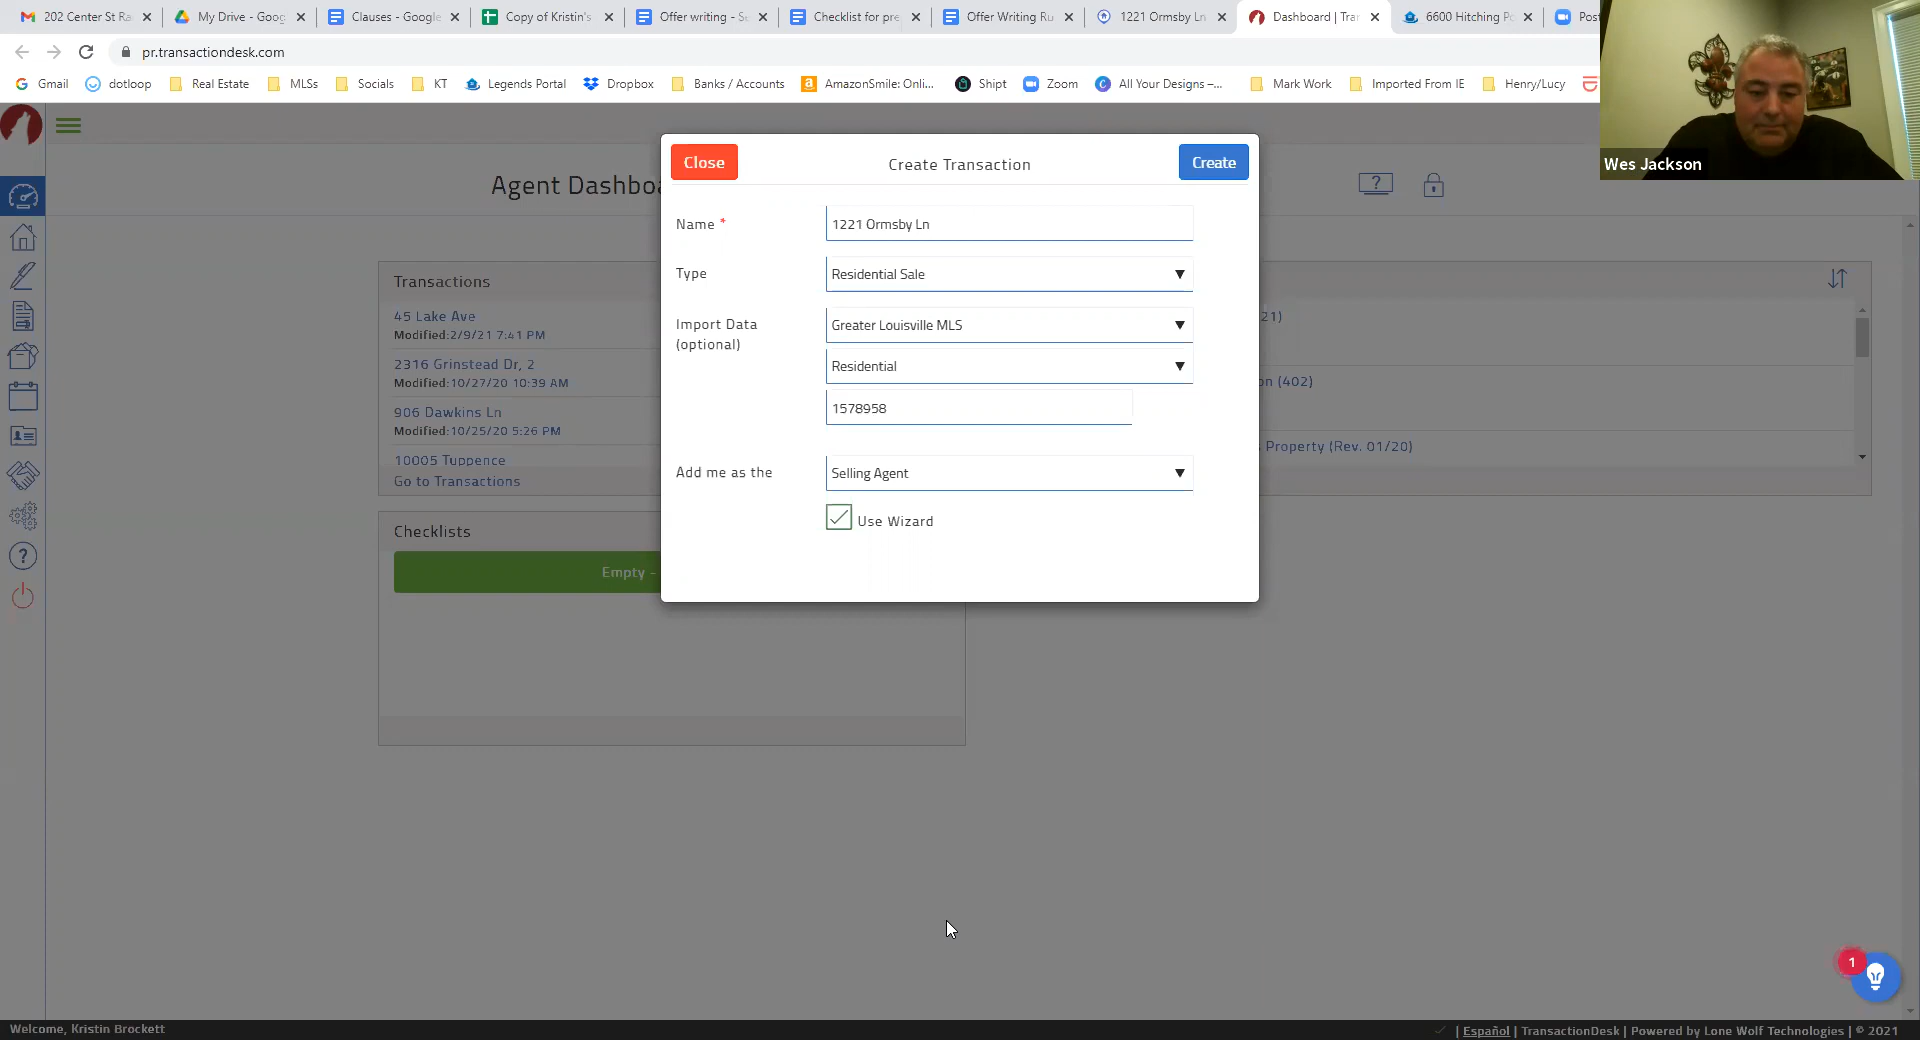 202 Center St Ra
My Drive - Goog
Clauses - Google
Copy of Kristin's
Offer writing - Su
Checklist for pre
Offer Writing Ru
1221 Ormsby Ln
Dashboard | Tran
6600 Hitching Po
Post
pr.transactiondesk.com
Gmail
dotloop
Real Estate
MLSs
Socials
KT
Legends Portal
Dropbox
Banks / Accounts
AmazonSmile: Onli...
Shipt
Zoom
All Your Designs –...
Mark Work
Imported From IE
Henry/Lucy
Wes Jackson
Close
Create Transaction
Create
Agent Dashboa
Name *
1221 Ormsby Ln
Type
Residential Sale
Import Data
(optional)
Greater Louisville MLS
Residential
1578958
Add me as the
Selling Agent
Use Wizard
Transactions
45 Lake Ave
Modified:2/9/21 7:41 PM
2316 Grinstead Dr, 2
Modified:10/27/20 10:39 AM
906 Dawkins Ln
Modified:10/25/20 5:26 PM
10005 Tuppence
Go to Transactions
21)
on (402)
s Property (Rev. 01/20)
Checklists
Empty -
1
Welcome, Kristin Brockett
| Español | TransactionDesk | Powered by Lone Wolf Technologies | © 2021